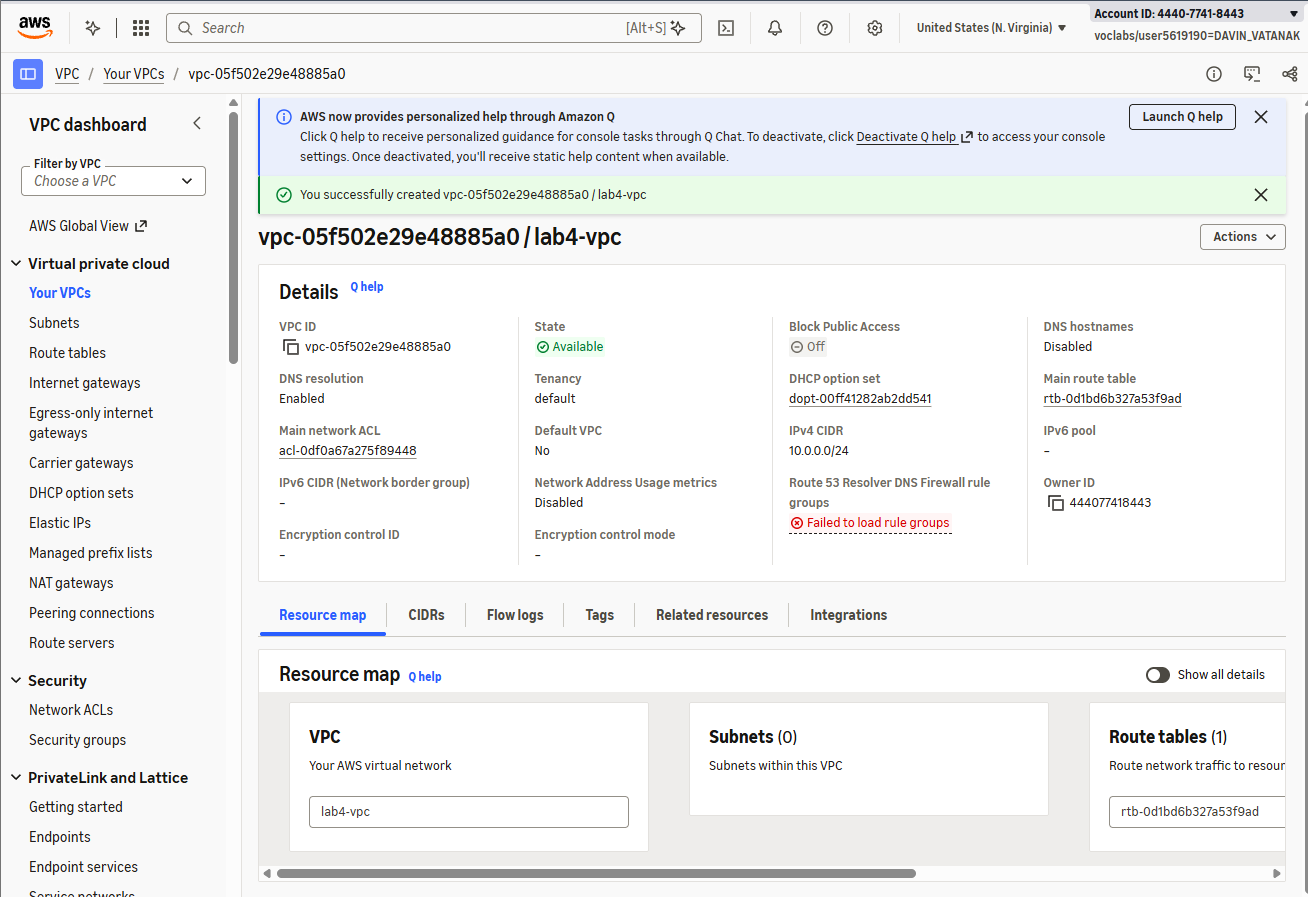 aws
Search [Alt+S]
United States (N. Virginia)
Account ID: 4440-7741-8443
voclabs/user5619190=DAVIN_VATANAK
VPC / Your VPCs / vpc-05f502e29e48885a0
VPC dashboard
Filter by VPC
Choose a VPC
AWS Global View
Virtual private cloud
Your VPCs
Subnets
Route tables
Internet gateways
Egress-only internet
gateways
Carrier gateways
DHCP option sets
Elastic IPs
Managed prefix lists
NAT gateways
Peering connections
Route servers
Security
Network ACLs
Security groups
PrivateLink and Lattice
Getting started
Endpoints
Endpoint services
Service networks
AWS now provides personalized help through Amazon Q
Click Q help to receive personalized guidance for console tasks through Q Chat. To deactivate, click Deactivate Q help to access your console
settings. Once deactivated, you'll receive static help content when available.
Launch Q help
You successfully created vpc-05f502e29e48885a0 / lab4-vpc
vpc-05f502e29e48885a0 / lab4-vpc
Actions
Details Q help
VPC ID
vpc-05f502e29e48885a0
State
Available
Block Public Access
Off
DNS hostnames
Disabled
DNS resolution
Enabled
Tenancy
default
DHCP option set
dopt-00ff41282ab2dd541
Main route table
rtb-0d1bd6b327a53f9ad
Main network ACL
acl-0df0a67a275f89448
Default VPC
No
IPv4 CIDR
10.0.0.0/24
IPv6 pool
–
IPv6 CIDR (Network border group)
–
Network Address Usage metrics
Disabled
Route 53 Resolver DNS Firewall rule
groups
Failed to load rule groups
Owner ID
444077418443
Encryption control ID
–
Encryption control mode
–
Resource map CIDRs Flow logs Tags Related resources Integrations
Resource map Q help
Show all details
VPC
Your AWS virtual network
lab4-vpc
Subnets (0)
Subnets within this VPC
Route tables (1)
Route network traffic to resour
rtb-0d1bd6b327a53f9ad